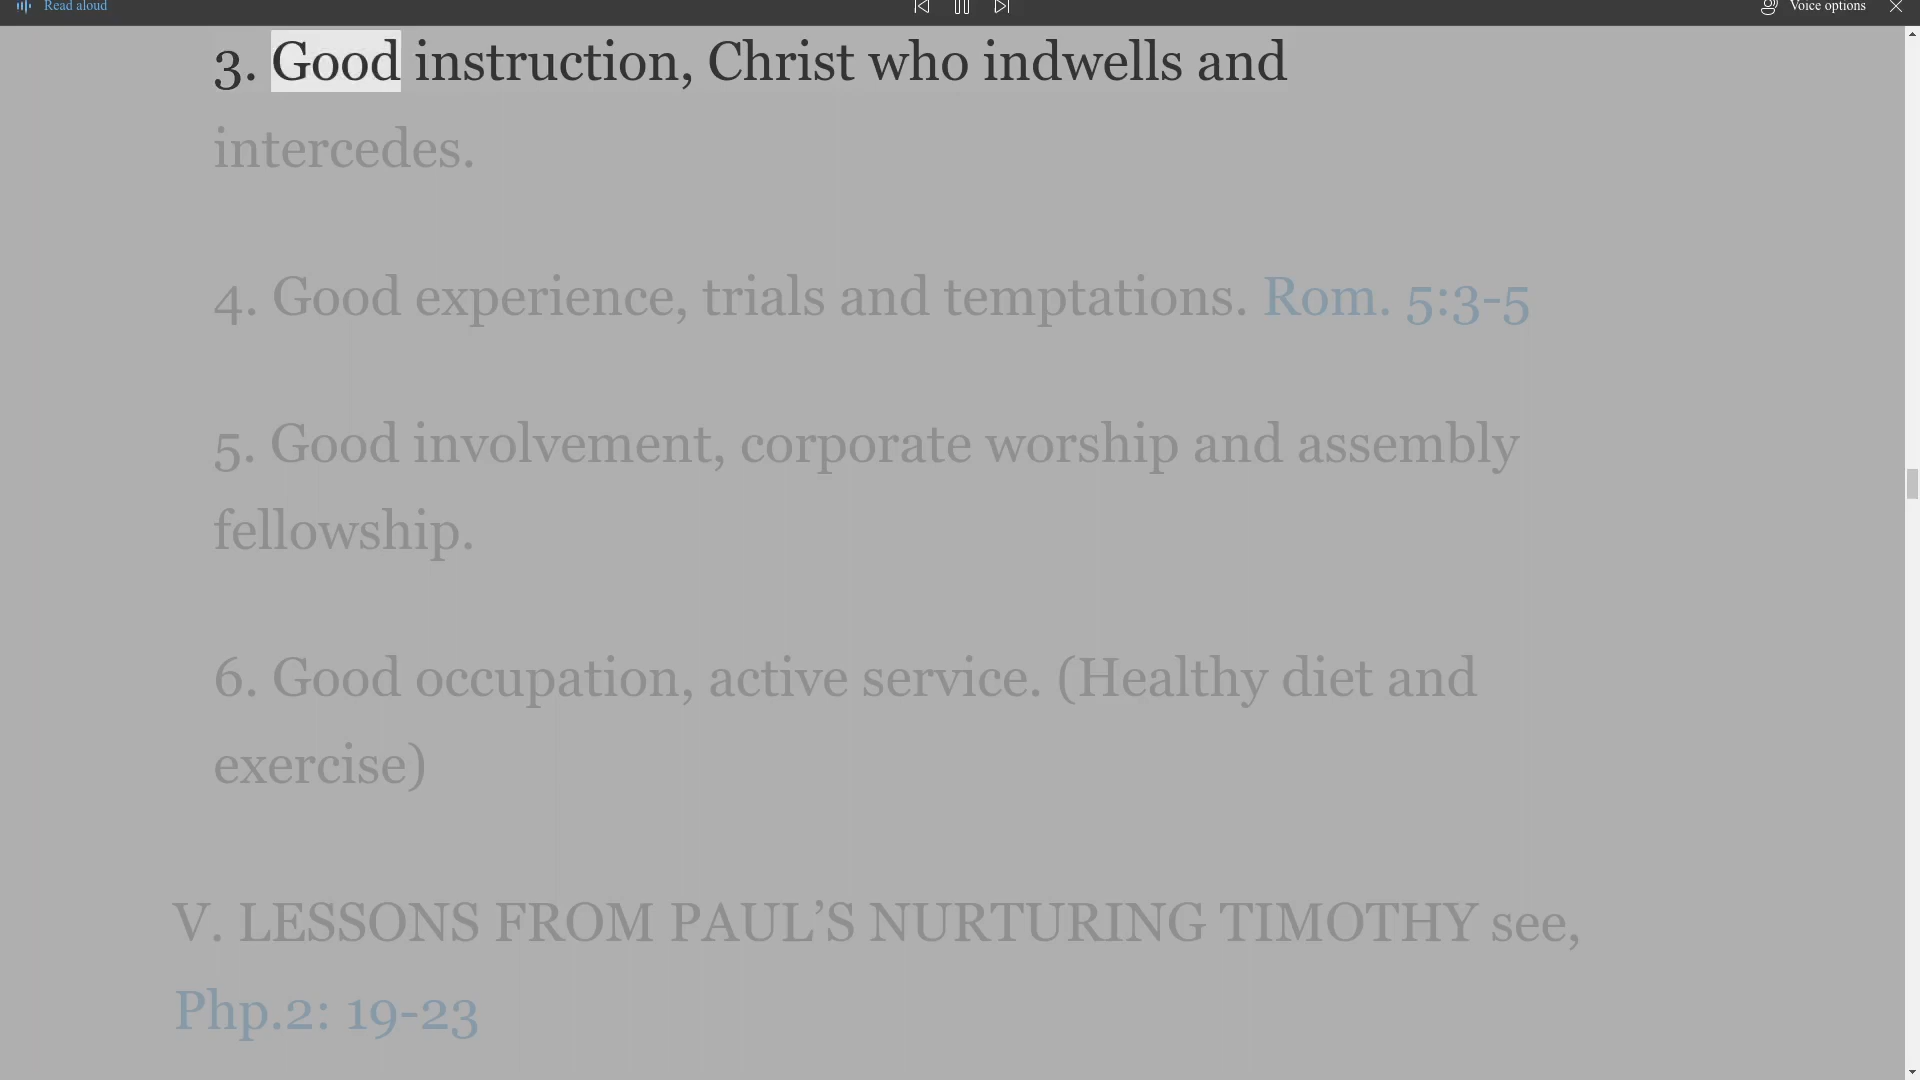 Read aloud
Voice options
3. Good instruction, Christ who indwells and
intercedes.
4. Good experience, trials and temptations. Rom. 5:3-5
5. Good involvement, corporate worship and assembly
fellowship.
6. Good occupation, active service. (Healthy diet and
exercise)
V. LESSONS FROM PAUL’S NURTURING TIMOTHY see,
Php.2: 19-23